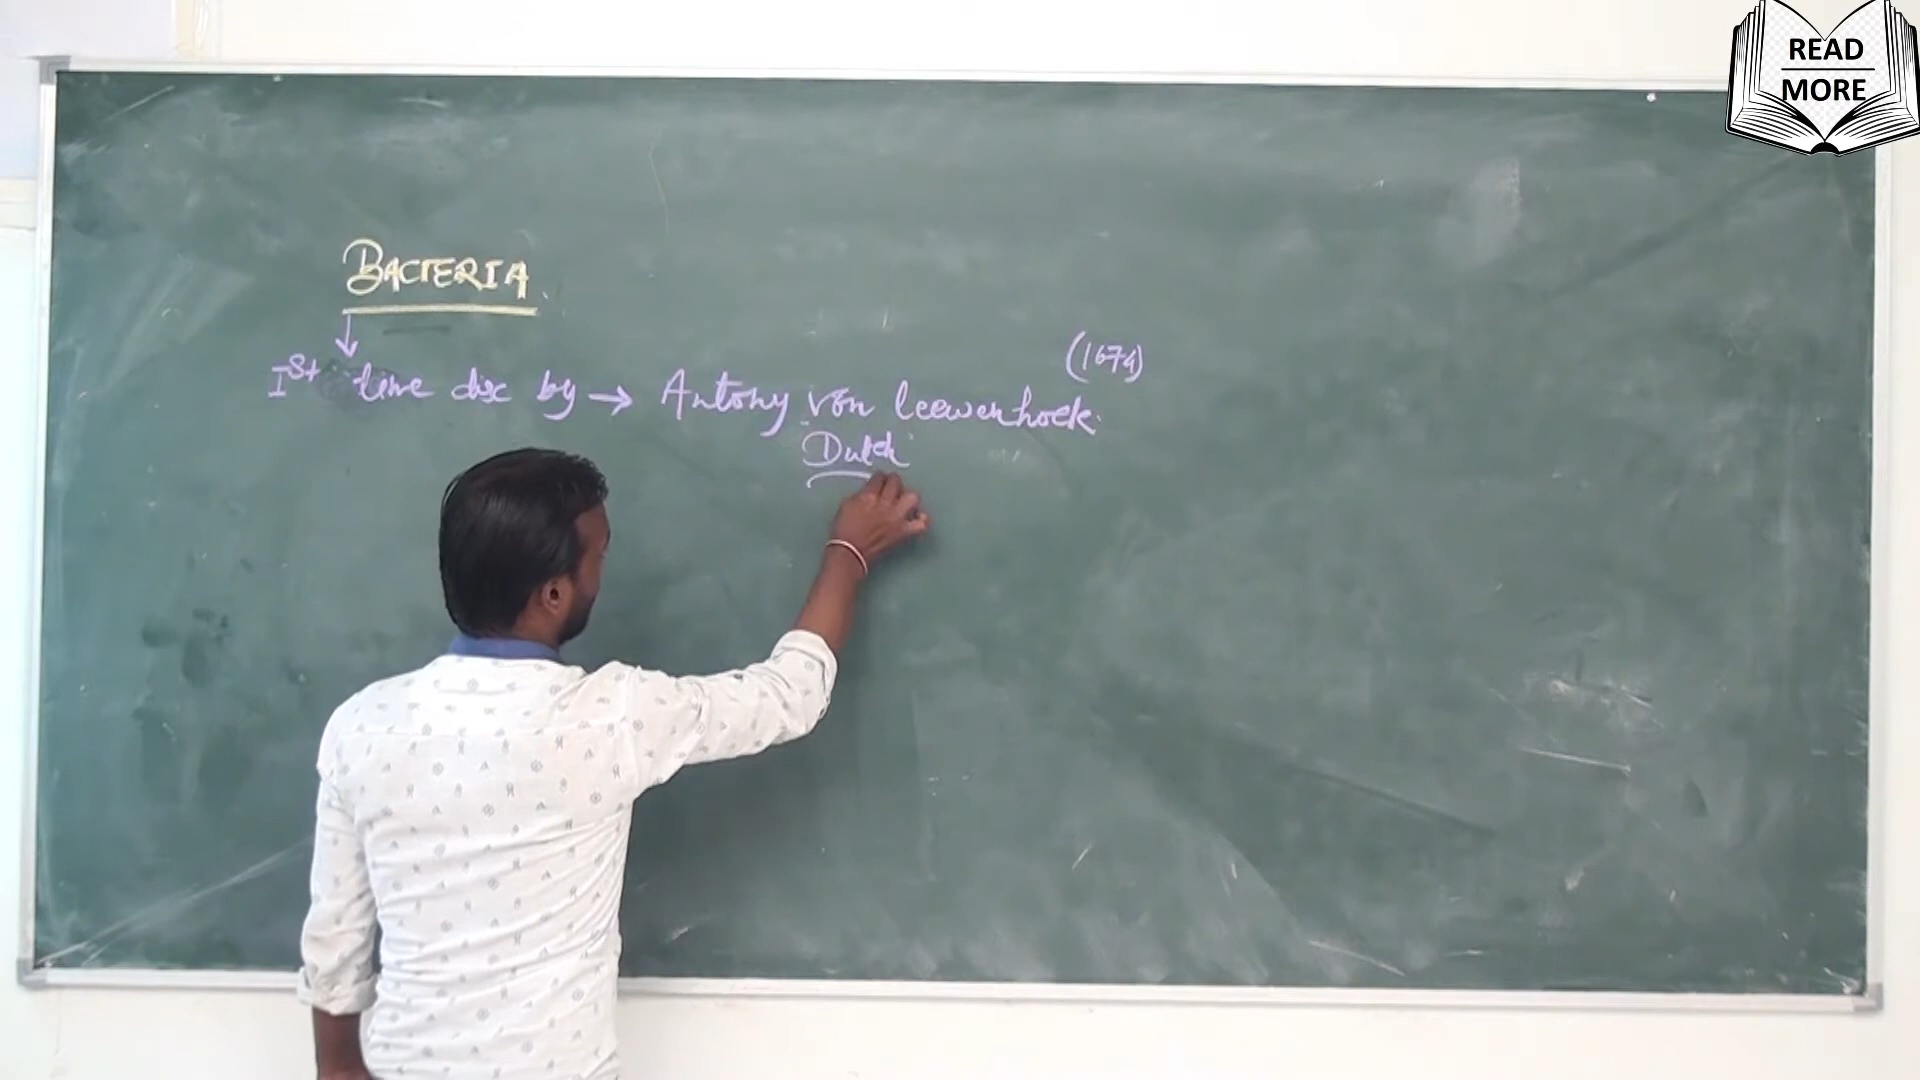 READ
MORE
BACTERIA
(1674)
Ist time disc by → Antony von leewenhoek.
Dutch